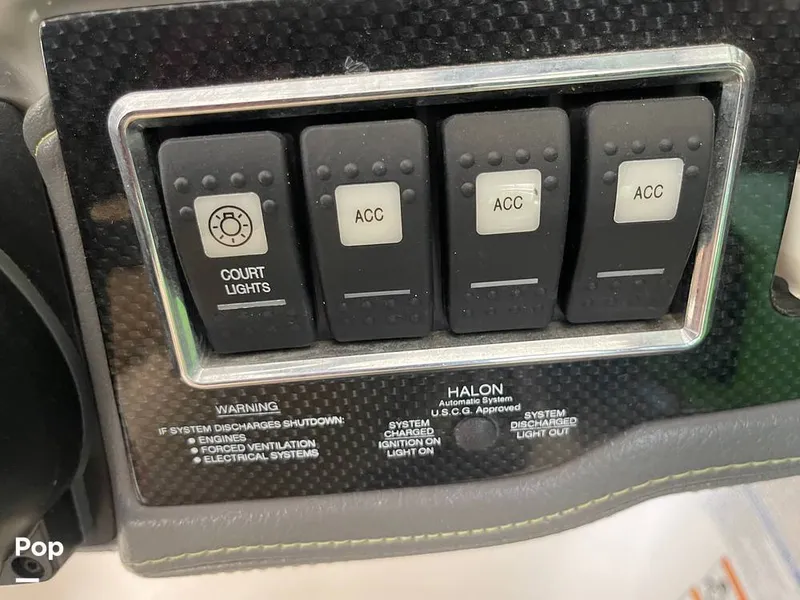 ACC
ACC
ACC
COURT
LIGHTS
WARNING
IF SYSTEM DISCHARGES SHUTDOWN:
• ENGINES
• FORCED VENTILATION
• ELECTRICAL SYSTEMS
HALON
Automatic System
U.S.C.G. Approved
SYSTEM
CHARGED
IGNITION ON
LIGHT ON
SYSTEM
DISCHARGED
LIGHT OUT
Pop